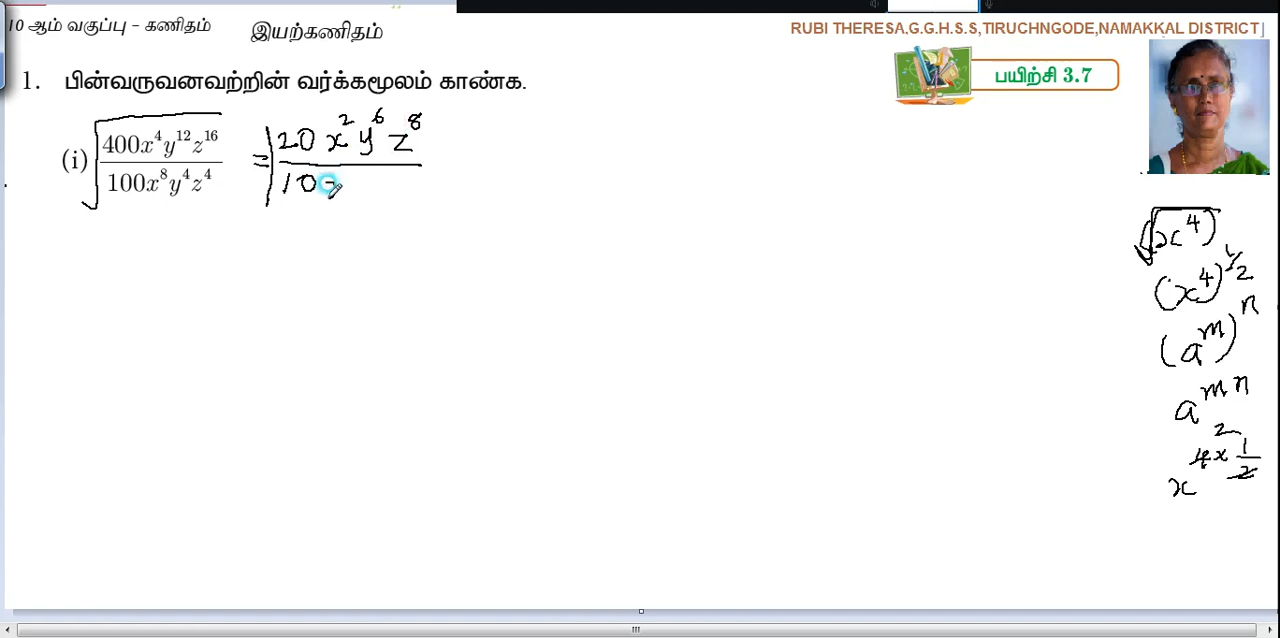 10 ஆம் வகுப்பு – கணிதம் இயற்கணிதம் RUBI THERESA,G.G.H.S.S,TIRUCHNGODE,NAMAKKAL DISTRICT]
பயிற்சி 3.7
1. பின்வருவனவற்றின் வர்க்கமூலம் காண்க.
(i) √(400x⁴y¹²z¹⁶ / 100x⁸y⁴z⁴) = |20 x² y⁶ z⁸ / 10
√(x⁴)
(x⁴)^1/2
(a^m)^n
a^mn
x^4×1/2 2